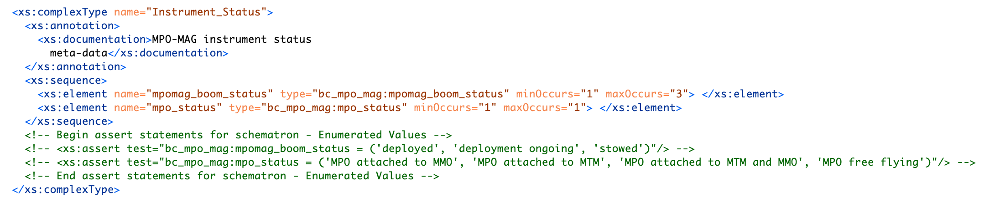 <xs:complexType name="Instrument_Status">
<xs:annotation>
<xs:documentation>MPO-MAG instrument status
meta-data</xs:documentation>
</xs:annotation>
<xs:sequence>
<xs:element name="mpomag_boom_status" type="bc_mpo_mag:mpomag_boom_status" minOccurs="1" maxOccurs="3"> </xs:element>
<xs:element name="mpo_status" type="bc_mpo_mag:mpo_status" minOccurs="1" maxOccurs="1"> </xs:element>
</xs:sequence>
<!-- Begin assert statements for schematron - Enumerated Values -->
<!-- <xs:assert test="bc_mpo_mag:mpomag_boom_status = ('deployed', 'deployment ongoing', 'stowed')"/> -->
<!-- <xs:assert test="bc_mpo_mag:mpo_status = ('MPO attached to MMO', 'MPO attached to MTM', 'MPO attached to MTM and MMO', 'MPO free flying')"/> -->
<!-- End assert statements for schematron - Enumerated Values -->
</xs:complexType>